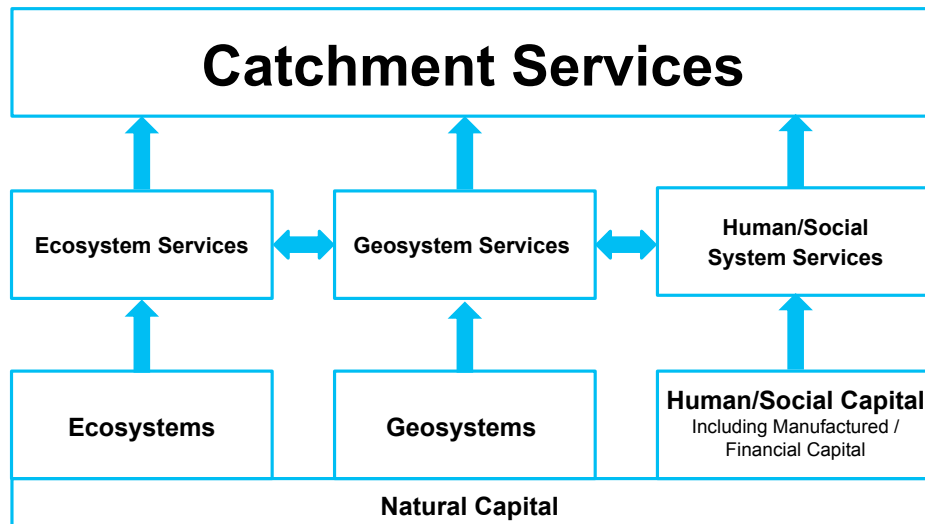 Catchment Services
Ecosystem Services
Geosystem Services
Human/Social
System Services
Ecosystems
Geosystems
Human/Social Capital
Including Manufactured /
Financial Capital
Natural Capital